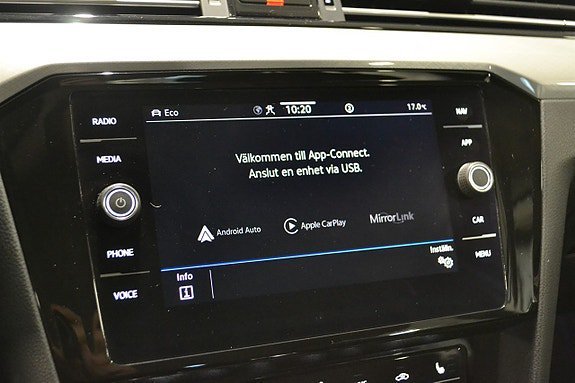 RADIO
MEDIA
PHONE
VOICE
Eco
10:20
17.0°C
Välkommen till App-Connect.
Anslut en enhet via USB.
Android Auto
Apple CarPlay
MirrorLink
Inställn.
Info
NAV
APP
CAR
MENU